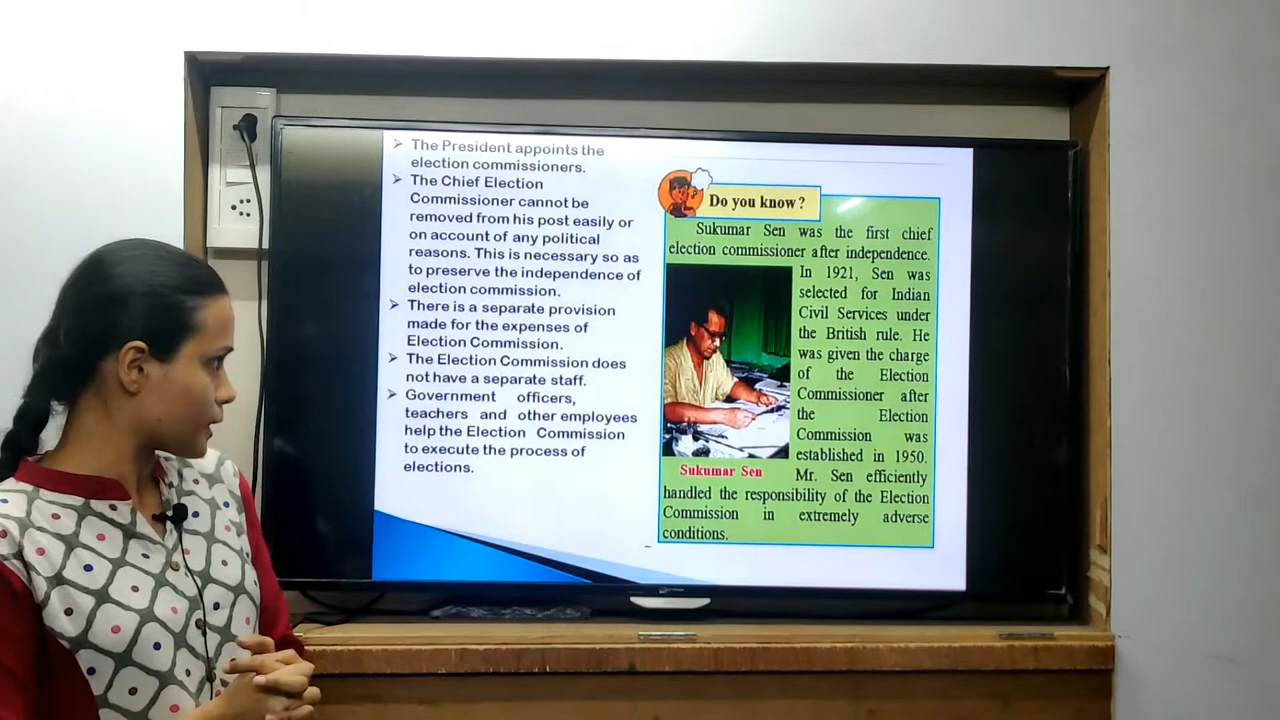 The President appoints the
election commissioners.
The Chief Election
Commissioner cannot be
removed from his post easily or
on account of any political
reasons. This is necessary so as
to preserve the independence of
election commission.
There is a separate provision
made for the expenses of
Election Commission.
The Election Commission does
not have a separate staff.
Government officers,
teachers and other employees
help the Election Commission
to execute the process of
elections.
Do you know?
Sukumar Sen was the first chief
election commissioner after independence.
In 1921, Sen was
selected for Indian
Civil Services under
the British rule. He
was given the charge
of the Election
Commissioner after
the Election
Commission was
established in 1950.
Mr. Sen efficiently
handled the responsibility of the Election
Commission in extremely adverse
conditions.
Sukumar Sen